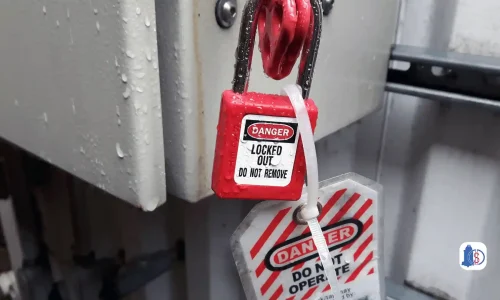 DANGER
LOCKED
OUT
DO NOT REMOVE
DANGER
DO NOT
OPERATE